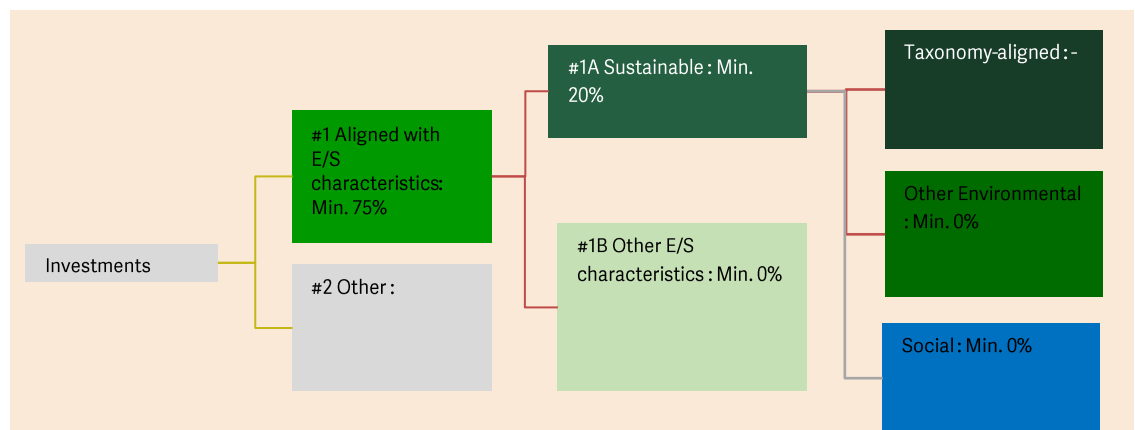 Investments
#1 Aligned with
E/S
characteristics:
Min. 75%
#2 Other :
#1A Sustainable : Min.
20%
#1B Other E/S
characteristics : Min. 0%
Taxonomy-aligned : -
Other Environmental
: Min. 0%
Social : Min. 0%